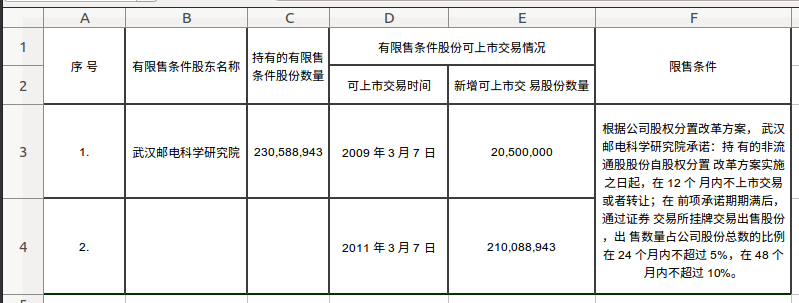 A B C D E F
1
序 号
有限售条件股东名称
持有的有限售
条件股份数量
有限售条件股份可上市交易情况
限售条件
2
可上市交易时间
新增可上市交 易股份数量
3
1.
武汉邮电科学研究院
230,588,943
2009 年 3 月 7 日
20,500,000
根据公司股权分置改革方案， 武汉
邮电科学研究院承诺：持 有的非流
通股股份自股权分置 改革方案实施
之日起，在 12 个 月内不上市交易
或者转让；在 前项承诺期期满后，
通过证券 交易所挂牌交易出售股份
，出 售数量占公司股份总数的比例
在 24 个月内不超过 5%，在 48 个
月内不超过 10%。
4
2.
2011 年 3 月 7 日
210,088,943